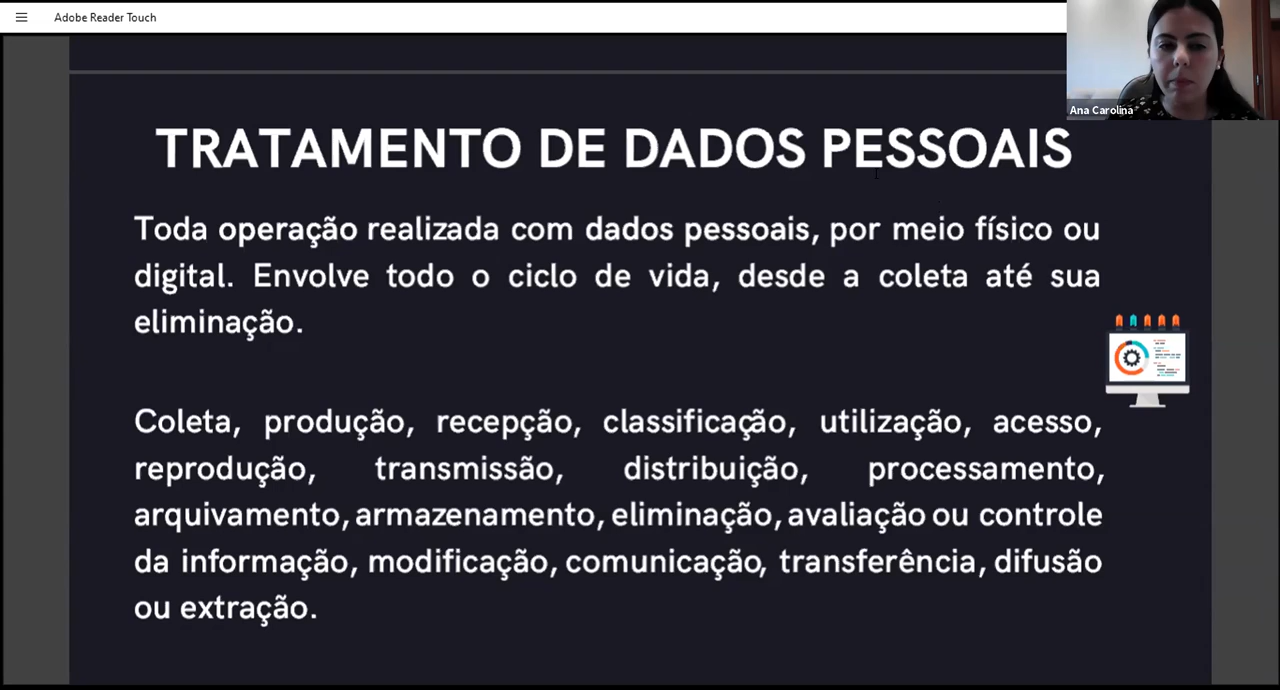 Adobe Reader Touch
Ana Carolina
TRATAMENTO DE DADOS PESSOAIS
Toda operação realizada com dados pessoais, por meio físico ou
digital. Envolve todo o ciclo de vida, desde a coleta até sua
eliminação.
Coleta, produção, recepção, classificação, utilização, acesso,
reprodução, transmissão, distribuição, processamento,
arquivamento, armazenamento, eliminação, avaliação ou controle
da informação, modificação, comunicação, transferência, difusão
ou extração.